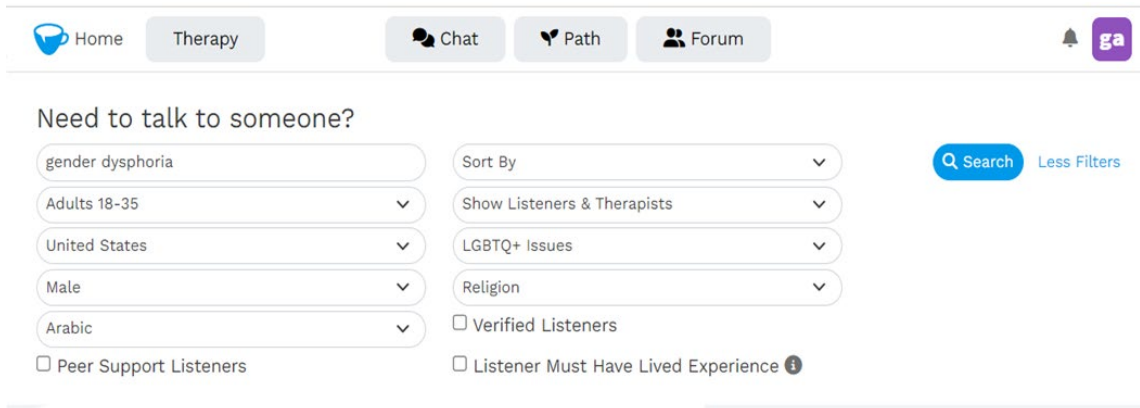 Home Therapy Chat Path Forum ga
Need to talk to someone?
gender dysphoria Sort By Search Less Filters
Adults 18-35 Show Listeners & Therapists
United States LGBTQ+ Issues
Male Religion
Arabic Verified Listeners
Peer Support Listeners Listener Must Have Lived Experience